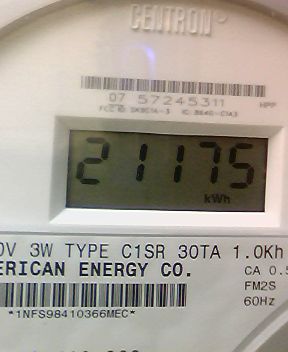 CENTRON®
07 57245311 HPP
21175
kWh
0V 3W TYPE C1SR 30TA 1.0Kh
ERICAN ENERGY CO.
CA 0.5
FM2S
60Hz
*1NFS98410366MEC*